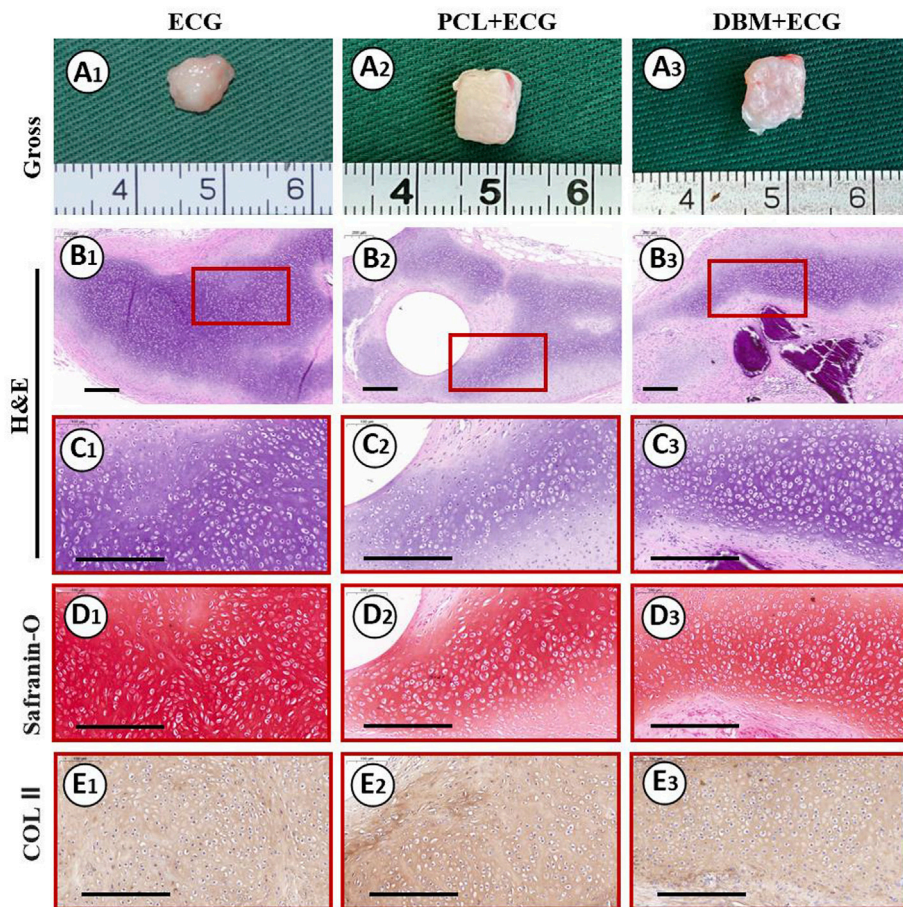 ECG PCL+ECG DBM+ECG
Gross
A1 A2 A3
4 5 6 4 5 6 4 5 6
H&E
B1 B2 B3
C1 C2 C3
Safranin-O
D1 D2 D3
COL II
E1 E2 E3